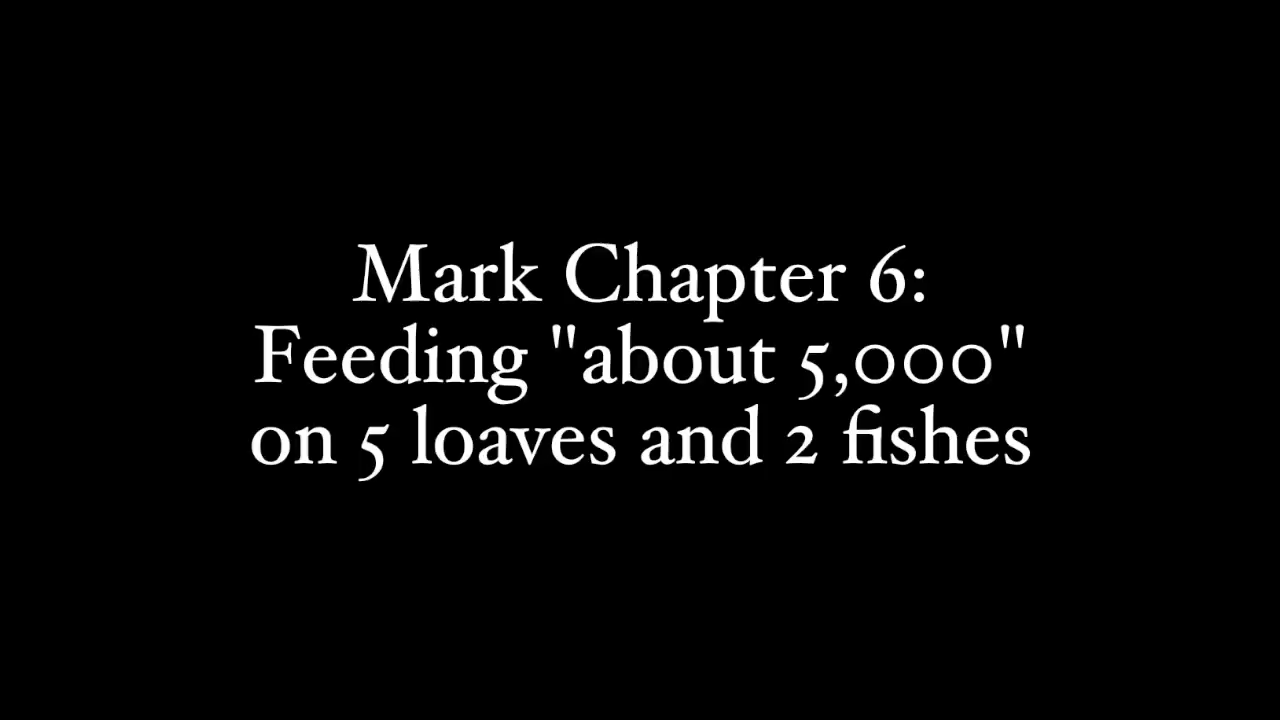 Mark Chapter 6:
Feeding "about 5,000"
on 5 loaves and 2 fishes